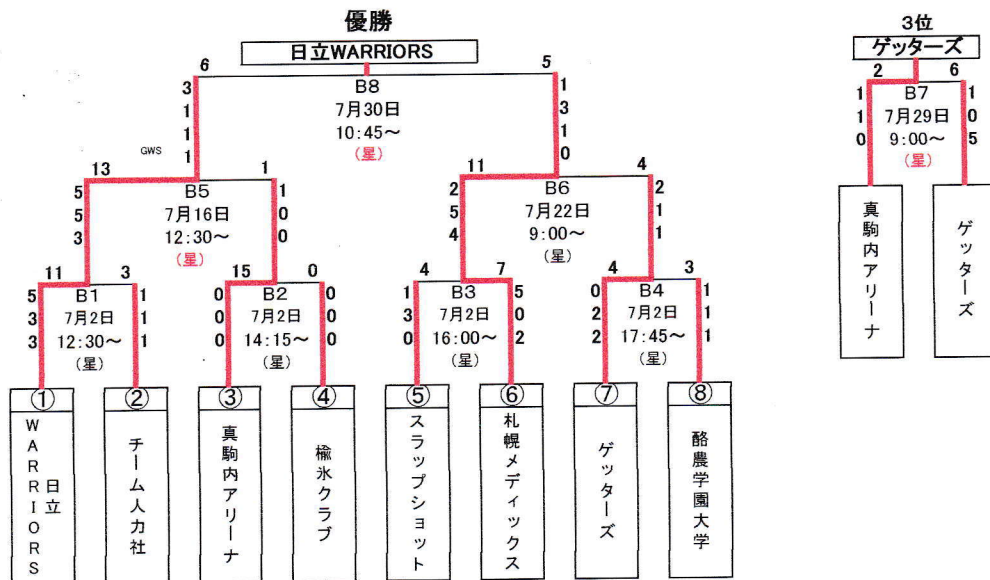 優勝
日立WARRIORS
6 5
B8
7月30日
10:45～
(星)
3
1
1
1
GWS
1
3
1
0
13 1
B5
7月16日
12:30～
(星)
5
5
3
1
0
0
11 4
B6
7月22日
9:00～
(星)
2
5
4
2
1
1
11 3
B1
7月2日
12:30～
(星)
5
3
3
1
1
1
15 0
B2
7月2日
14:15～
(星)
0
0
0
0
0
0
4 7
B3
7月2日
16:00～
(星)
1
3
0
5
0
2
4 3
B4
7月2日
17:45～
(星)
0
2
2
1
1
1
①
日立WARRIORS
②
チーム人力社
③
真駒内アリーナ
④
楡氷クラブ
⑤
スラップショット
⑥
札幌メディックス
⑦
ゲッターズ
⑧
酪農学園大学
3位
ゲッターズ
2 6
B7
7月29日
9:00～
(星)
1
1
0
1
0
5
真駒内アリーナ
ゲッターズ